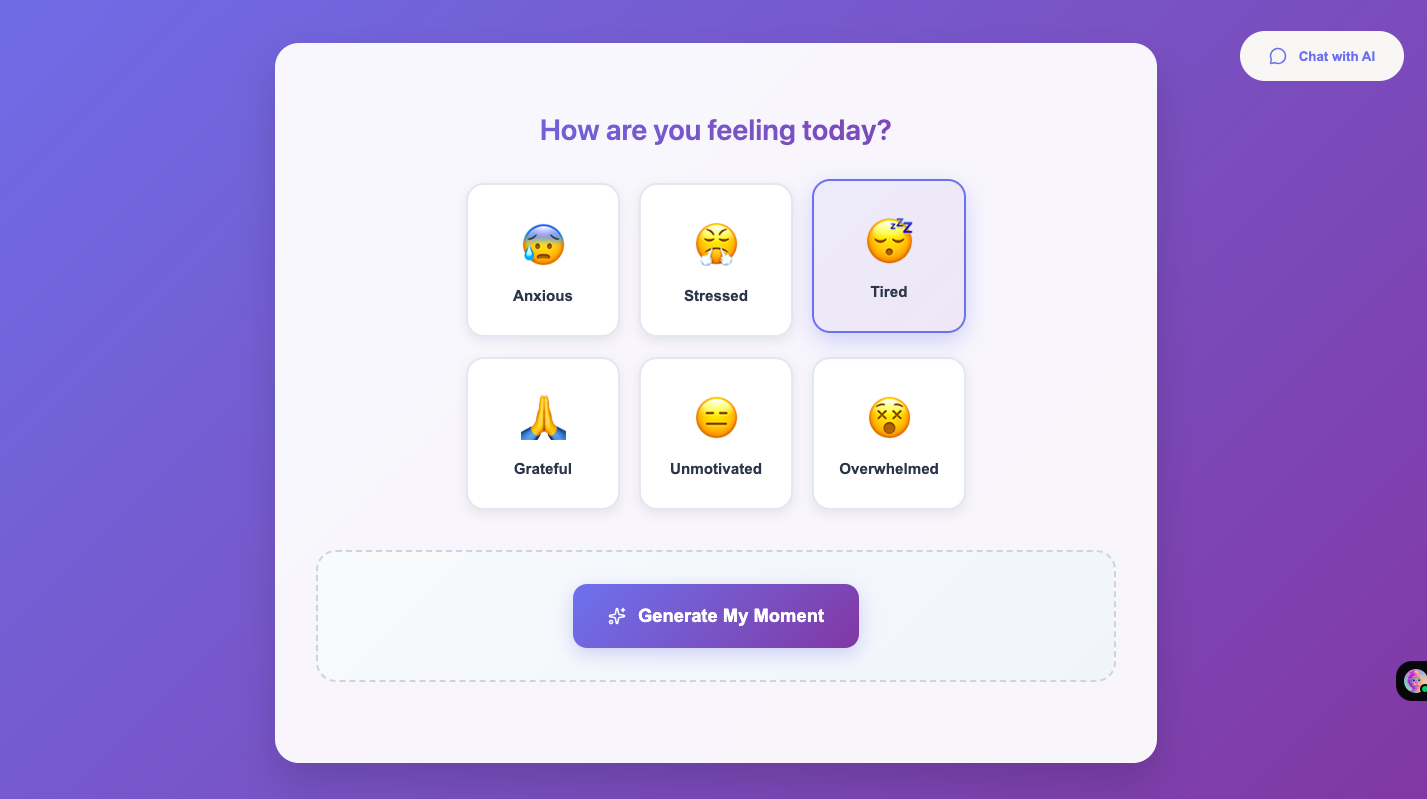 Chat with AI
How are you feeling today?
Anxious
Stressed
Tired
Grateful
Unmotivated
Overwhelmed
Generate My Moment